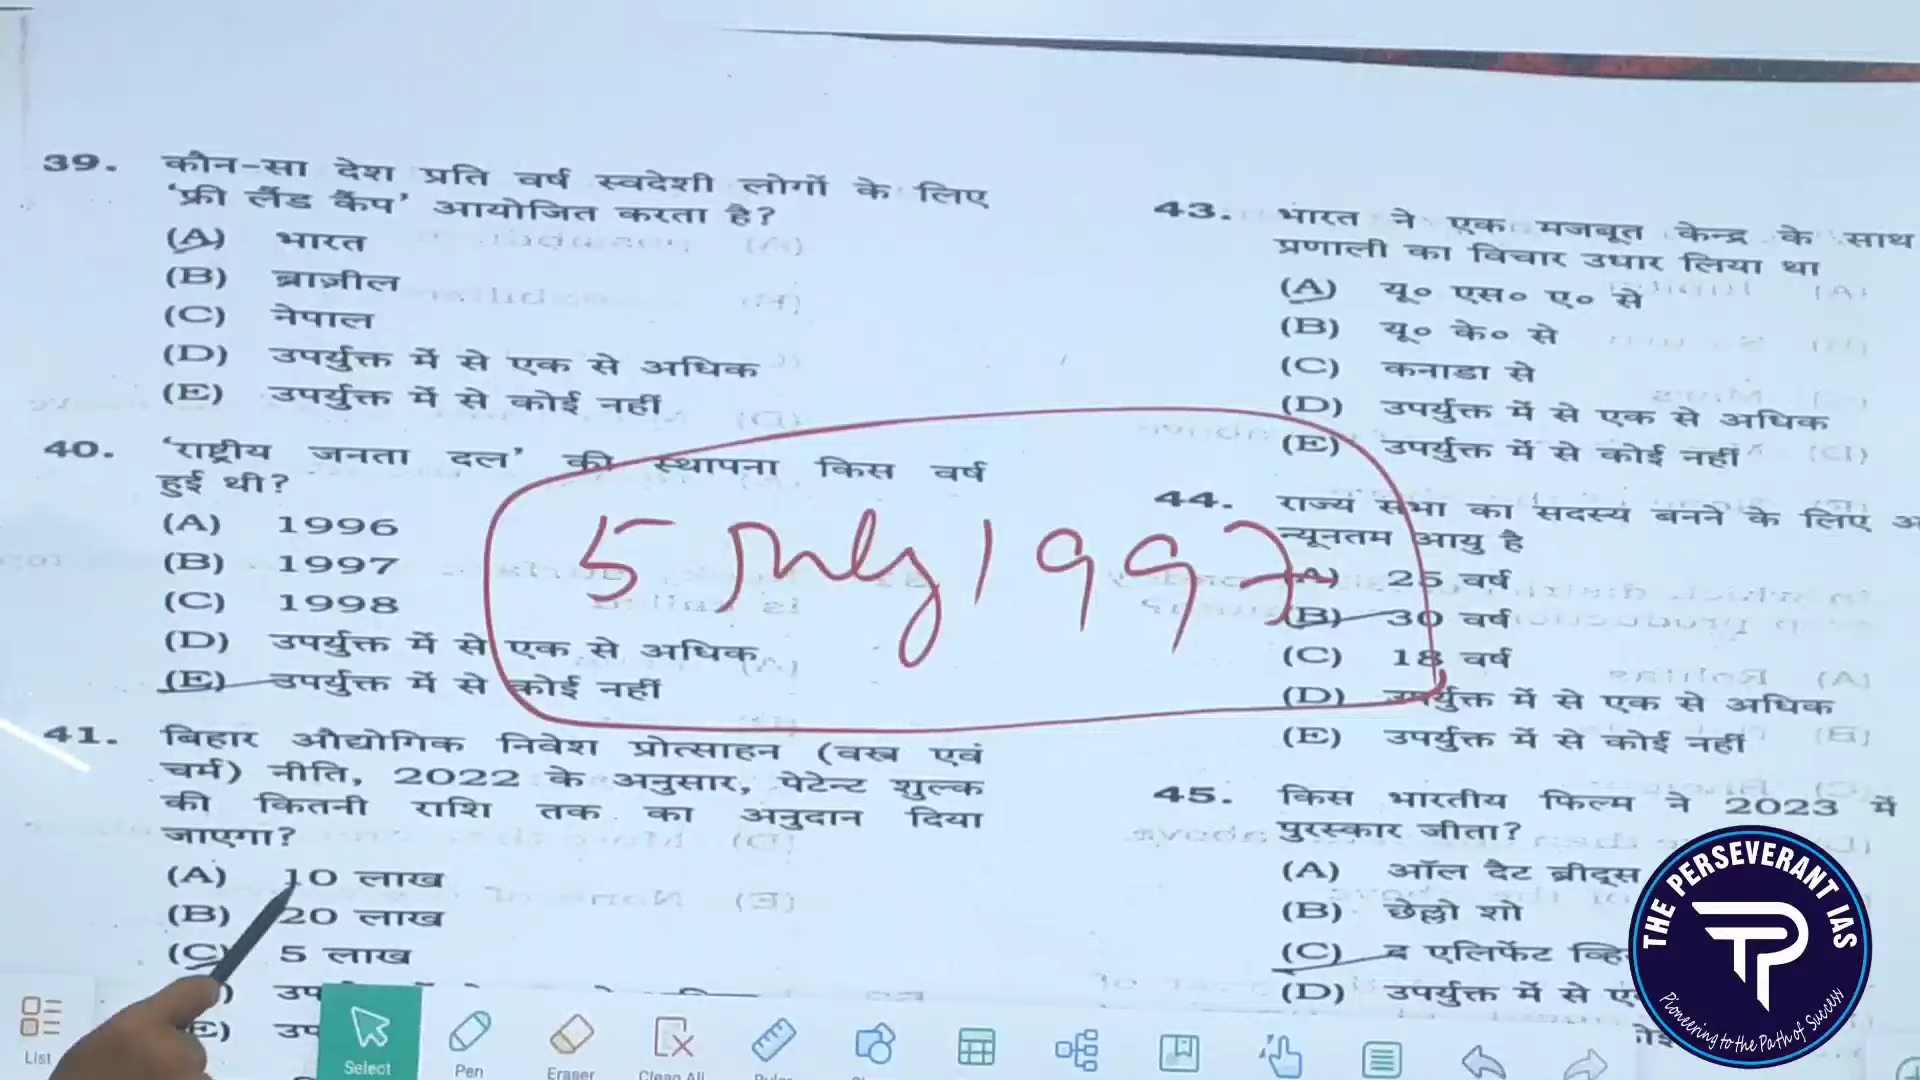 39. कौन-सा देश प्रति वर्ष स्वदेशी लोगों के लिए
‘फ्री लैंड कैंप’ आयोजित करता है?
(A) भारत
(B) ब्राज़ील
(C) नेपाल
(D) उपर्युक्त में से एक से अधिक
(E) उपर्युक्त में से कोई नहीं
40. ‘राष्ट्रीय जनता दल’ की स्थापना किस वर्ष
हुई थी?
(A) 1996
(B) 1997
(C) 1998
(D) उपर्युक्त में से एक से अधिक
(E) उपर्युक्त में से कोई नहीं
5 July 1997
41. बिहार औद्योगिक निवेश प्रोत्साहन (वस्त्र एवं
चर्म) नीति, 2022 के अनुसार, पेटेन्ट शुल्क
की कितनी राशि तक का अनुदान दिया
जाएगा?
(A) 10 लाख
(B) 20 लाख
(C) 5 लाख
43. भारत ने एक मजबूत केन्द्र के साथ
प्रणाली का विचार उधार लिया था
(A) यू० एस० ए० से
(B) यू० के० से
(C) कनाडा से
(D) उपर्युक्त में से एक से अधिक
(E) उपर्युक्त में से कोई नहीं
44. राज्य सभा का सदस्य बनने के लिए
न्यूनतम आयु है
(A) 25 वर्ष
(B) 30 वर्ष
(C) 18 वर्ष
(D) उपर्युक्त में से एक से अधिक
(E) उपर्युक्त में से कोई नहीं
45. किस भारतीय फिल्म ने 2023 में
पुरस्कार जीता?
(A) ऑल दैट ब्रीद्स
(B) छेल्लो शो
(C) द एलिफेंट
(D) उपर्युक्त में से
THE PERSEVERANT IAS
Pioneering to the Path of Success
List
Select
Pen
Eraser
Clean All